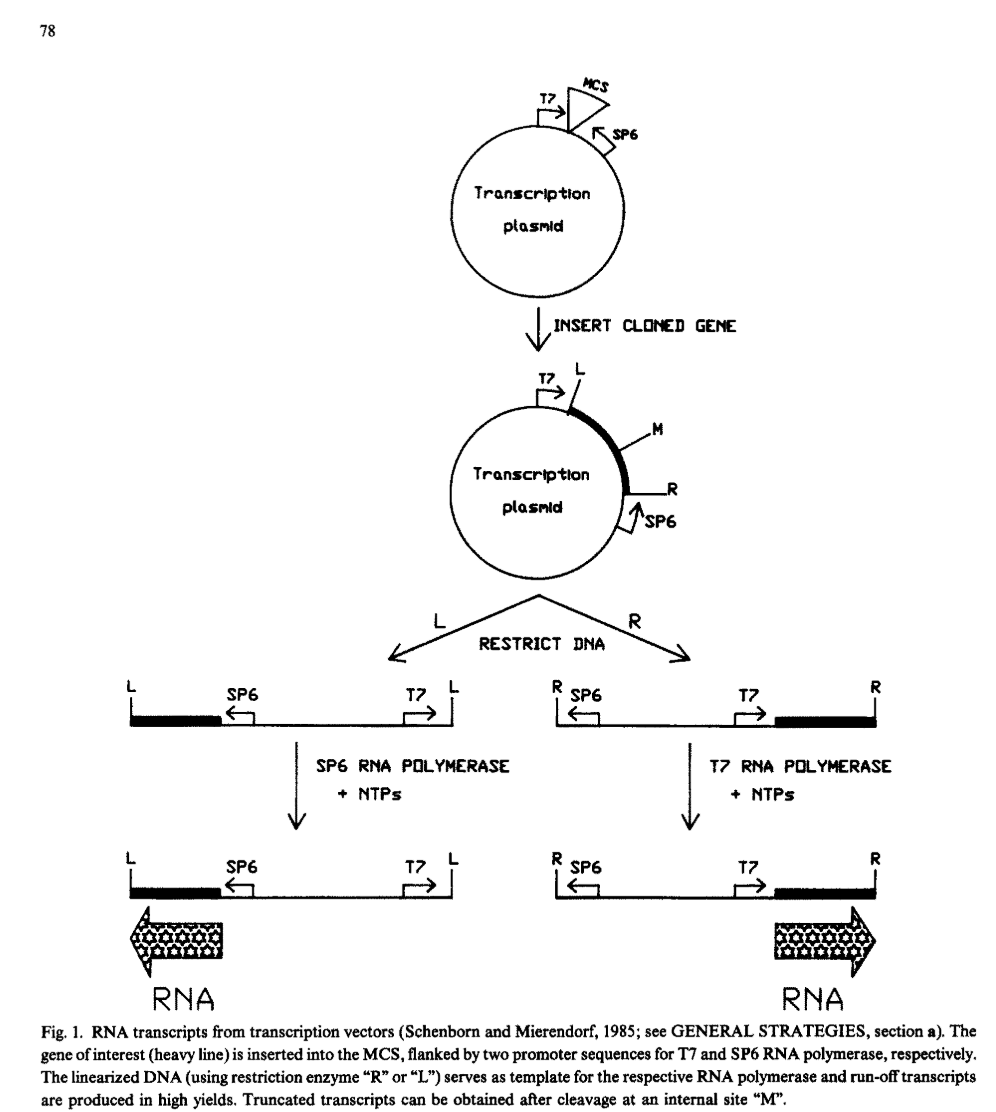 78
MCS
T7
SP6
Transcription
plasmid
INSERT CLONED GENE
L
T7
M
Transcription
plasmid
R
SP6
L
R
RESTRICT DNA
L SP6 T7 L
R SP6 T7 R
SP6 RNA POLYMERASE
+ NTPs
T7 RNA POLYMERASE
+ NTPs
L SP6 T7 L
R SP6 T7 R
RNA
RNA
Fig. 1. RNA transcripts from transcription vectors (Schenborn and Mierendorf, 1985; see GENERAL STRATEGIES, section a). The
gene of interest (heavy line) is inserted into the MCS, flanked by two promoter sequences for T7 and SP6 RNA polymerase, respectively.
The linearized DNA (using restriction enzyme “R” or “L”) serves as template for the respective RNA polymerase and run-off transcripts
are produced in high yields. Truncated transcripts can be obtained after cleavage at an internal site “M”.